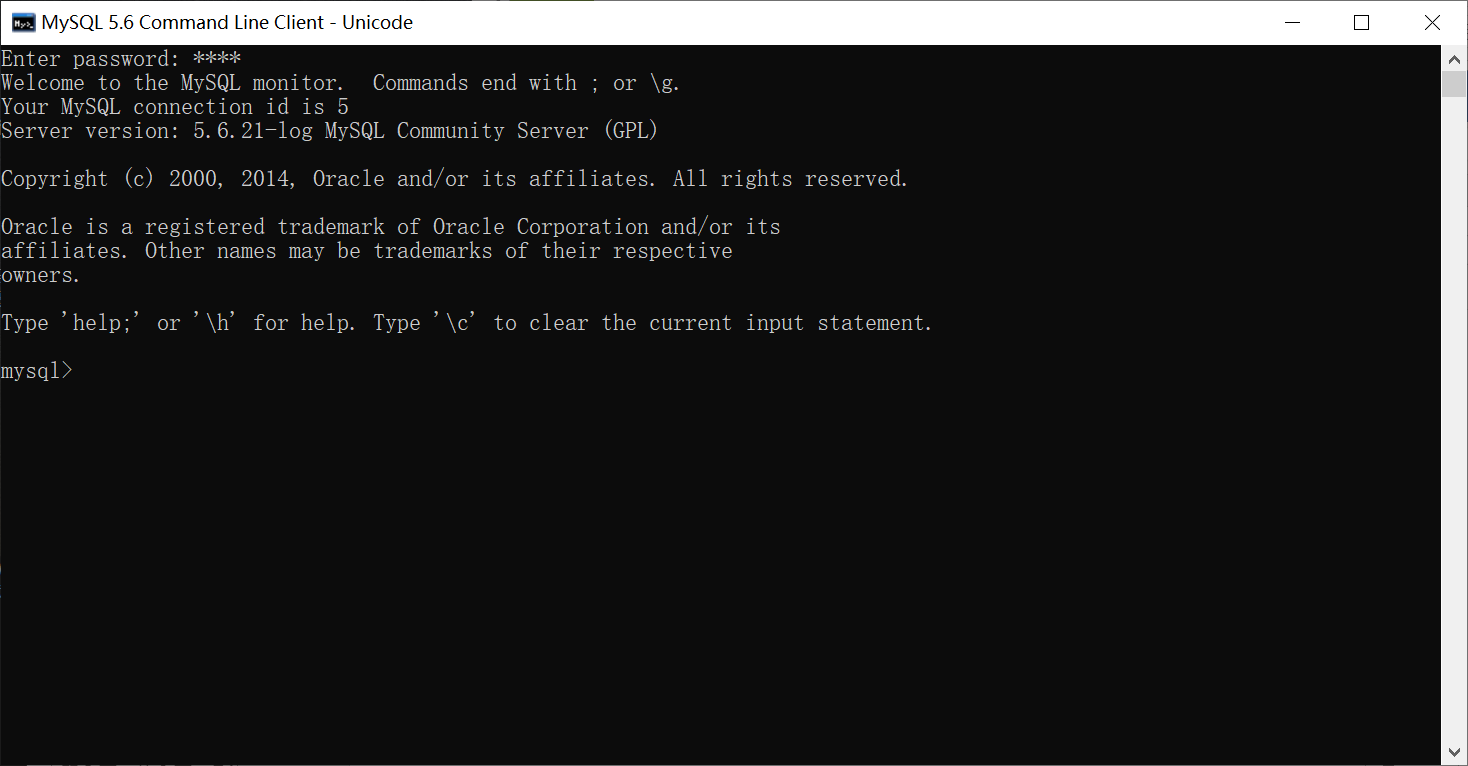 MySQL 5.6 Command Line Client - Unicode
Enter password: ****
Welcome to the MySQL monitor.  Commands end with ; or \g.
Your MySQL connection id is 5
Server version: 5.6.21-log MySQL Community Server (GPL)
Copyright (c) 2000, 2014, Oracle and/or its affiliates. All rights reserved.
Oracle is a registered trademark of Oracle Corporation and/or its
affiliates. Other names may be trademarks of their respective
owners.
Type 'help;' or '\h' for help. Type '\c' to clear the current input statement.
mysql>